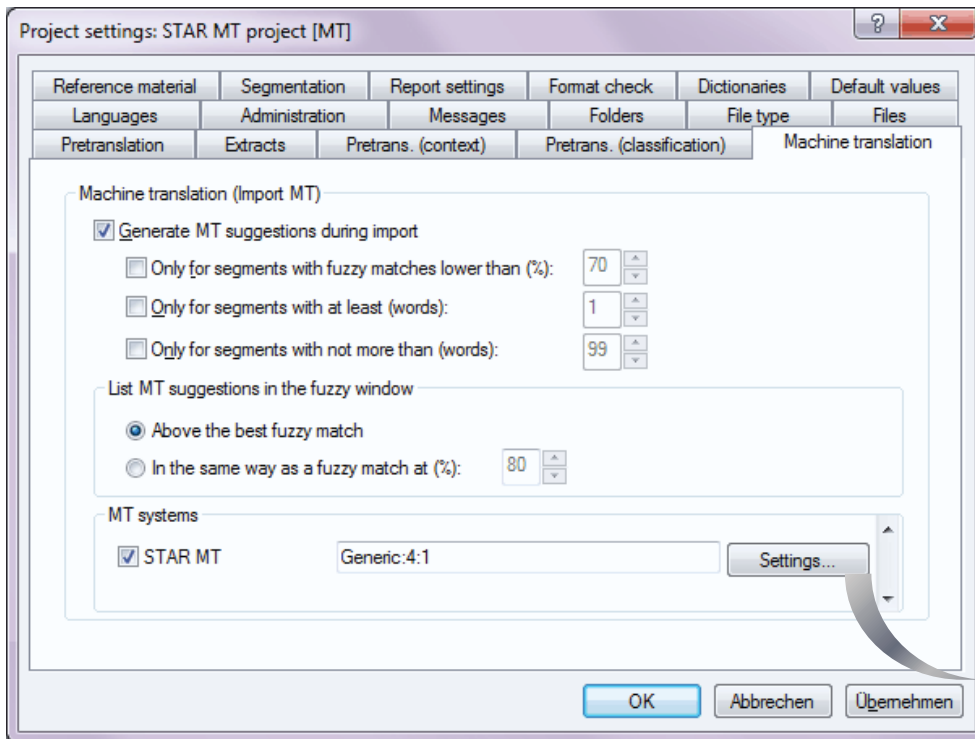 Project settings: STAR MT project [MT]
?
X
Reference material Segmentation Report settings Format check Dictionaries Default values
Languages Administration Messages Folders File type Files
Pretranslation Extracts Pretrans. (context) Pretrans. (classification) Machine translation
Machine translation (Import MT)
Generate MT suggestions during import
Only for segments with fuzzy matches lower than (%): 70
Only for segments with at least (words): 1
Only for segments with not more than (words): 99
List MT suggestions in the fuzzy window
Above the best fuzzy match
In the same way as a fuzzy match at (%): 80
MT systems
STAR MT Generic:4:1 Settings...
OK Abbrechen Übernehmen